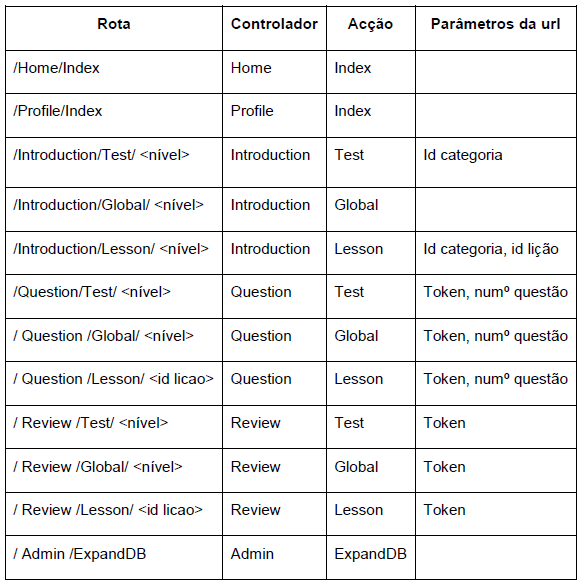 Rota Controlador Acção Parâmetros da url
/Home/Index Home Index
/Profile/Index Profile Index
/Introduction/Test/ <nível> Introduction Test Id categoria
/Introduction/Global/ <nível> Introduction Global
/Introduction/Lesson/ <nível> Introduction Lesson Id categoria, id lição
/Question/Test/ <nível> Question Test Token, numº questão
/ Question /Global/ <nível> Question Global Token, numº questão
/ Question /Lesson/ <id licao> Question Lesson Token, numº questão
/ Review /Test/ <nível> Review Test Token
/ Review /Global/ <nível> Review Global Token
/ Review /Lesson/ <id licao> Review Lesson Token
/ Admin /ExpandDB Admin ExpandDB